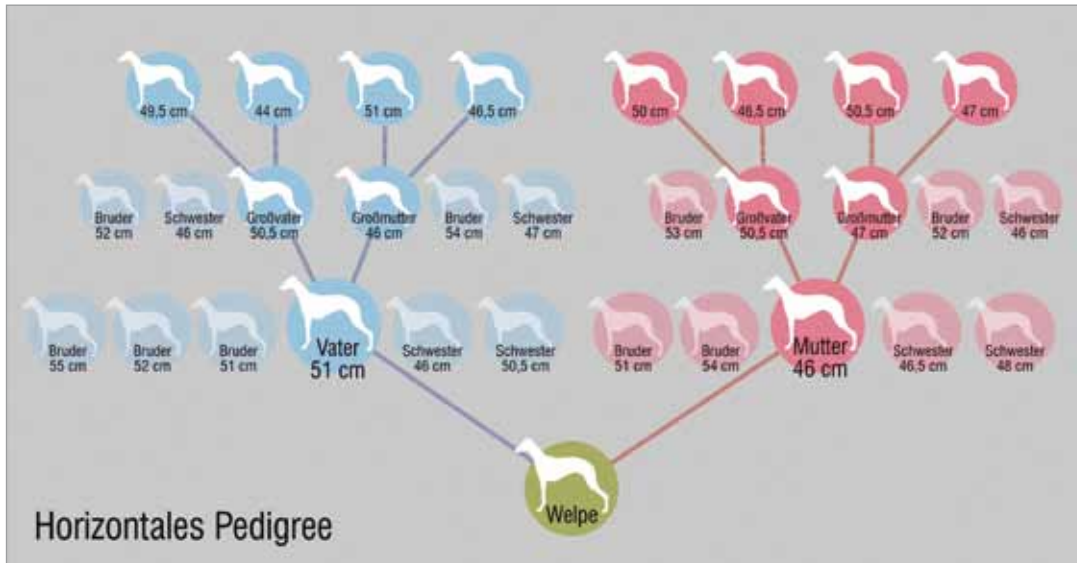 49,5 cm 44 cm 51 cm 46,5 cm 50 cm 46,5 cm 50,5 cm 47 cm
Bruder Schwester Großvater Großmutter Bruder Schwester Bruder Großvater Großmutter Bruder Schwester
52 cm 46 cm 50,5 cm 46 cm 54 cm 47 cm 53 cm 50,5 cm 47 cm 52 cm 46 cm
Bruder Bruder Bruder Vater Schwester Schwester Bruder Bruder Mutter Schwester Schwester
55 cm 52 cm 51 cm 51 cm 46 cm 50,5 cm 51 cm 54 cm 46 cm 46,5 cm 48 cm
Welpe
Horizontales Pedigree